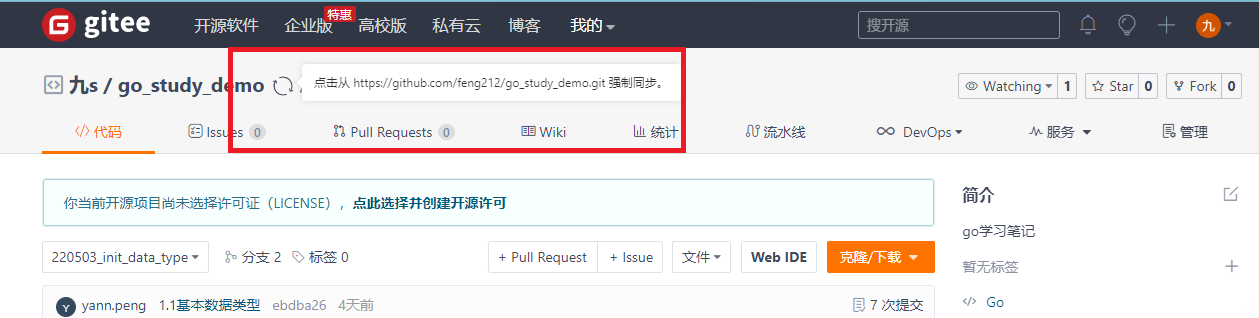 gitee 开源软件 企业版 特惠 高校版 私有云 博客 我的 搜开源 九
九s / go_study_demo 点击从 https://github.com/feng212/go_study_demo.git 强制同步。 Watching 1 Star 0 Fork 0
代码 Issues 0 Pull Requests 0 Wiki 统计 流水线 DevOps 服务 管理
你当前开源项目尚未选择许可证（LICENSE），点此选择并创建开源许可
简介
go学习笔记
220503_init_data_type 分支 2 标签 0 + Pull Request + Issue 文件 Web IDE 克隆/下载
暂无标签
Y yann.peng 1.1基本数据类型 ebdba26 4天前 7 次提交
Go